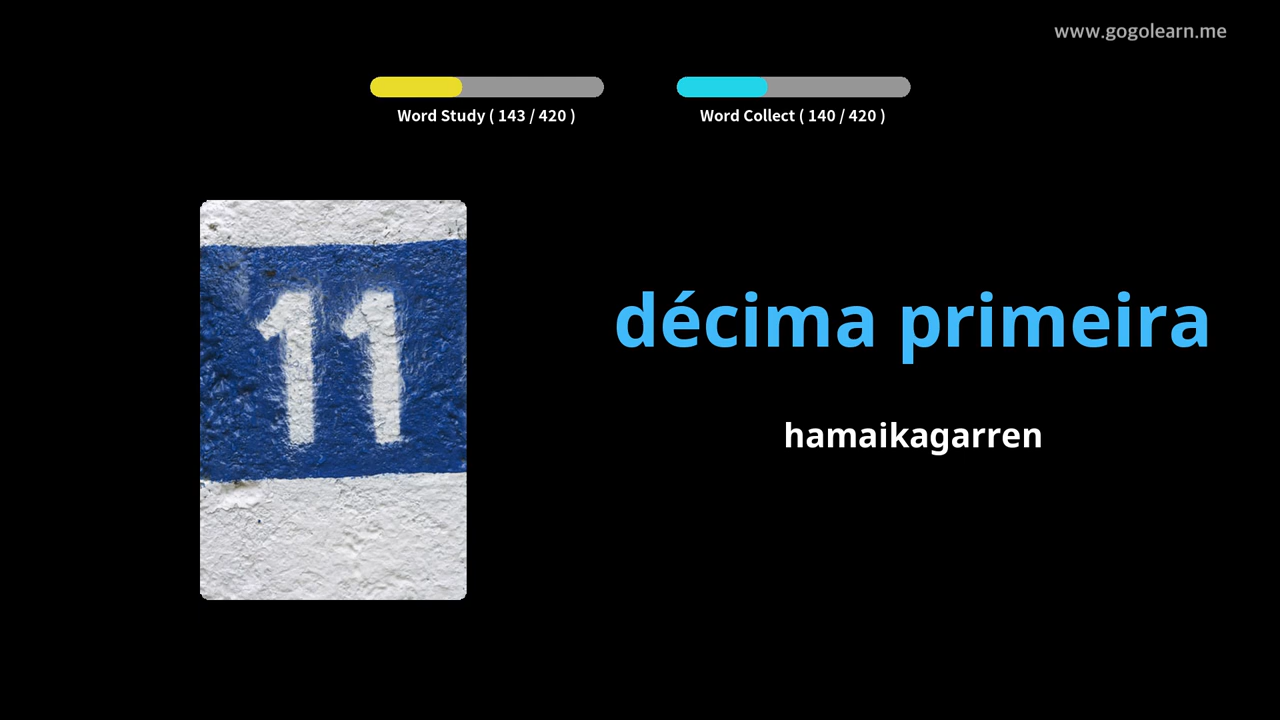 www.gogolearn.me
Word Study ( 143 / 420 )
Word Collect ( 140 / 420 )
11
décima primeira
hamaikagarren